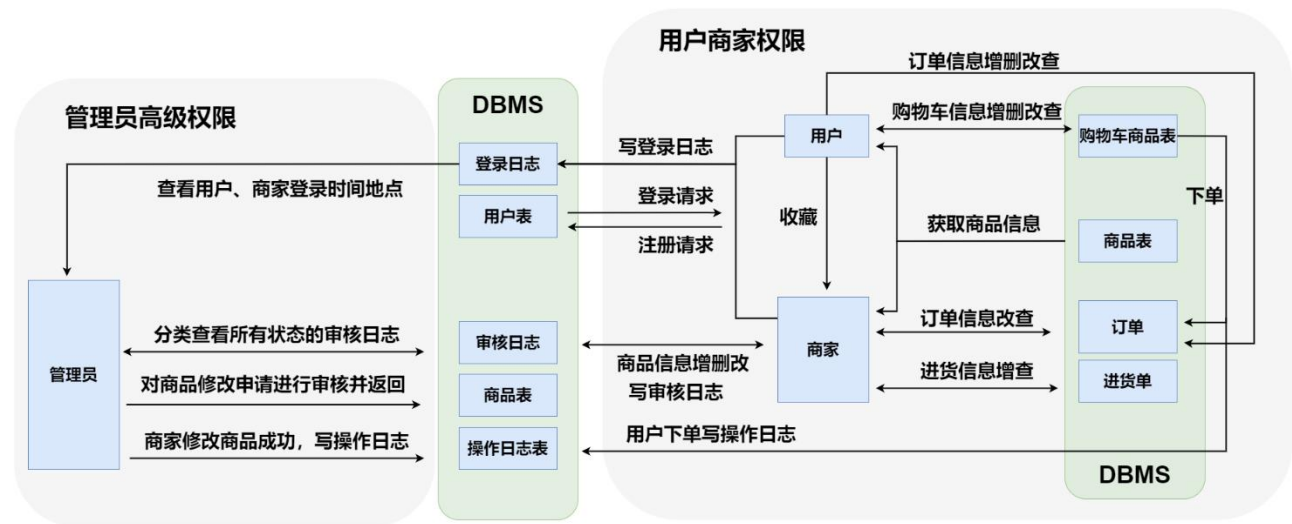 用户商家权限
订单信息增删改查
管理员高级权限
DBMS
购物车信息增删改查
用户
购物车商品表
写登录日志
登录日志
查看用户、商家登录时间地点
登录请求
用户表
注册请求
收藏
下单
获取商品信息
商品表
分类查看所有状态的审核日志
审核日志
商品信息增删改
写审核日志
商家
订单信息改查
订单
管理员
对商品修改申请进行审核并返回
商品表
进货信息增查
进货单
商家修改商品成功，写操作日志
操作日志表
用户下单写操作日志
DBMS